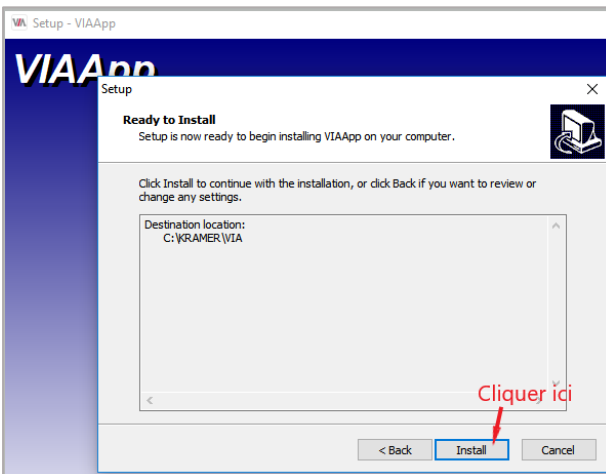 VIA Setup - VIAApp
VIAApp
Setup
Ready to Install
Setup is now ready to begin installing VIAApp on your computer.
Click Install to continue with the installation, or click Back if you want to review or
change any settings.
Destination location:
C:\KRAMER\VIA
Cliquer ici
< Back Install Cancel